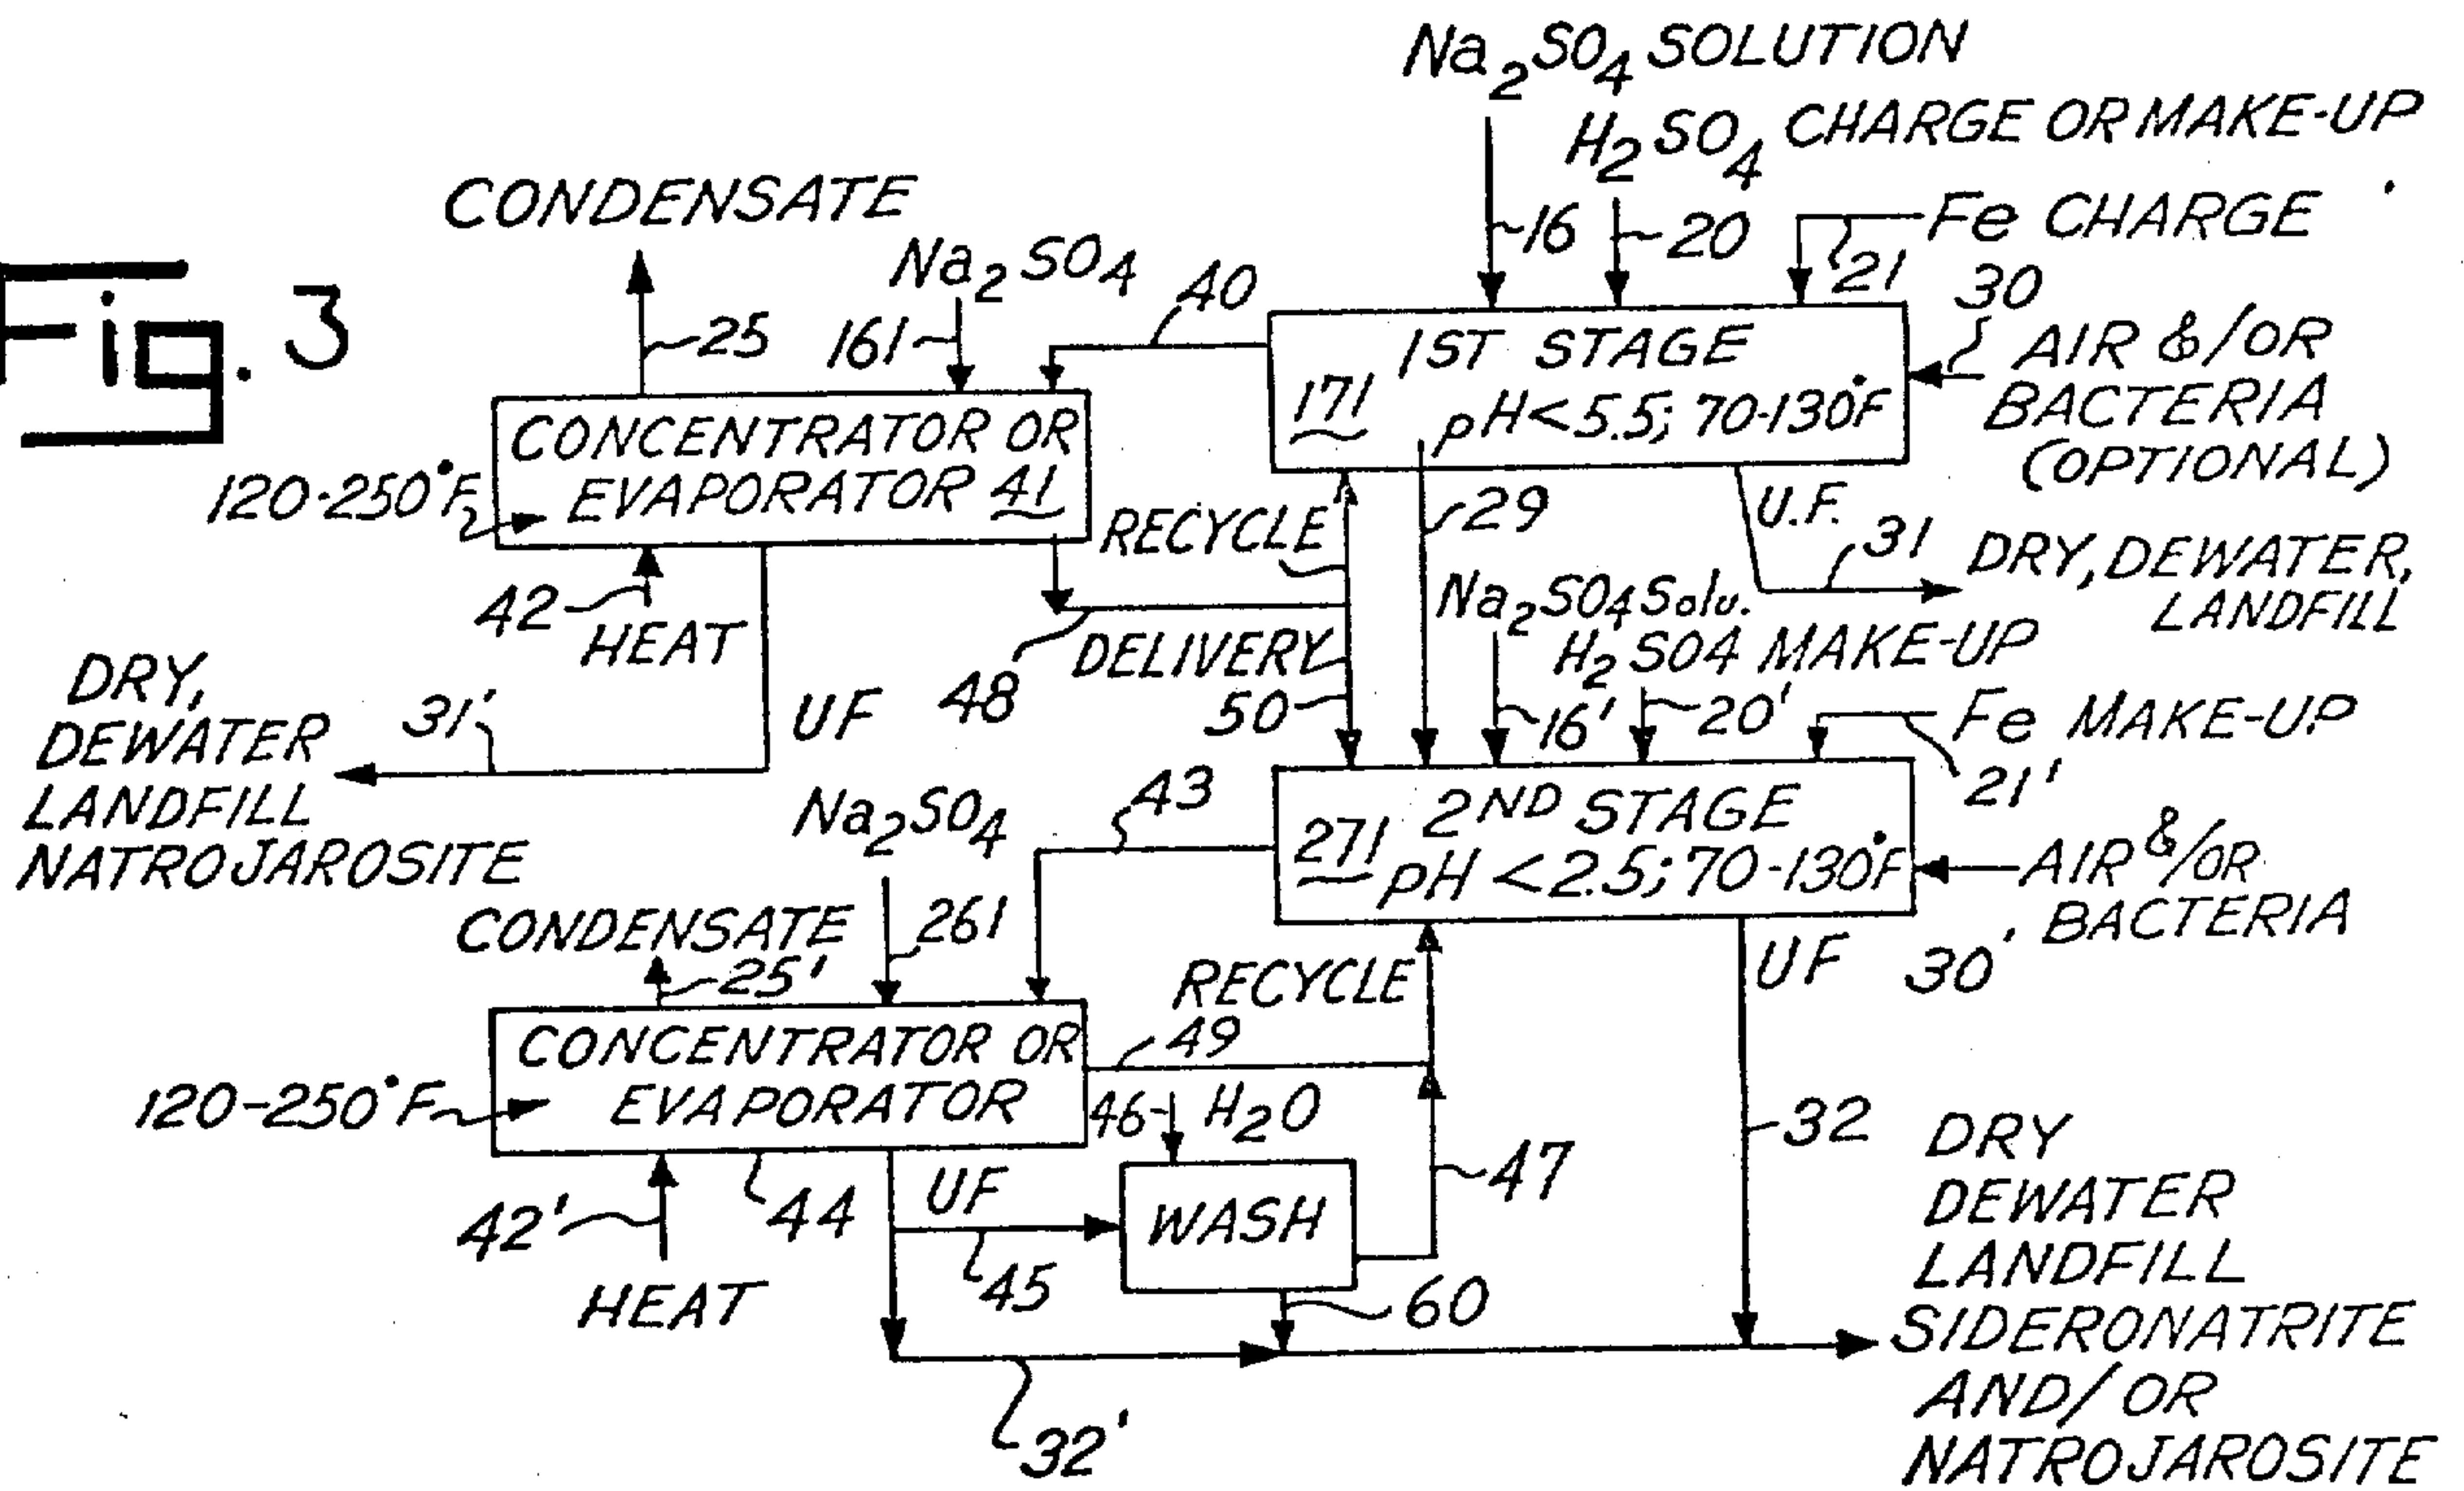 Fig. 3
Na2SO4 SOLUTION
H2SO4 CHARGE OR MAKE-UP
16
20
Fe CHARGE
21
30
AIR &/OR
BACTERIA
(OPTIONAL)
CONDENSATE
25
Na2SO4
161
40
1ST STAGE
171
pH<5.5; 70-130°F
CONCENTRATOR OR
EVAPORATOR 41
120-250°F
42
HEAT
RECYCLE
29
U.F.
31
DRY, DEWATER,
LANDFILL
DELIVERY
48
50
Na2SO4 Solu.
H2SO4 MAKE-UP
16'
20'
Fe MAKE-UP
21'
UF
31'
DRY,
DEWATER
LANDFILL
NATROJAROSITE
2ND STAGE
271
pH <2.5; 70-130°F
AIR &/OR
BACTERIA
30'
Na2SO4
43
261
CONDENSATE
25'
RECYCLE
49
UF
CONCENTRATOR OR
EVAPORATOR
120-250°F
46
H2O
42'
HEAT
44
UF
45
WASH
47
60
32
32'
DRY
DEWATER
LANDFILL
SIDERONATRITE
AND/OR
NATROJAROSITE